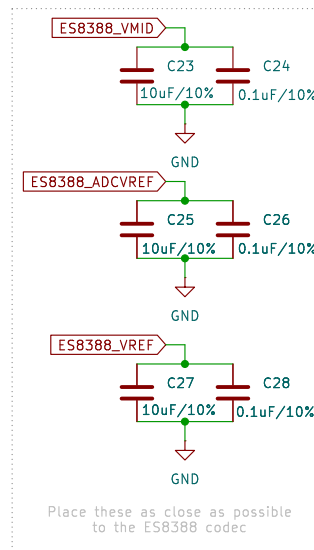 ES8388_VMID
C23 C24
10uF/10% 0.1uF/10%
GND
ES8388_ADCVREF
C25 C26
10uF/10% 0.1uF/10%
GND
ES8388_VREF
C27 C28
10uF/10% 0.1uF/10%
GND
Place these as close as possible
to the ES8388 codec